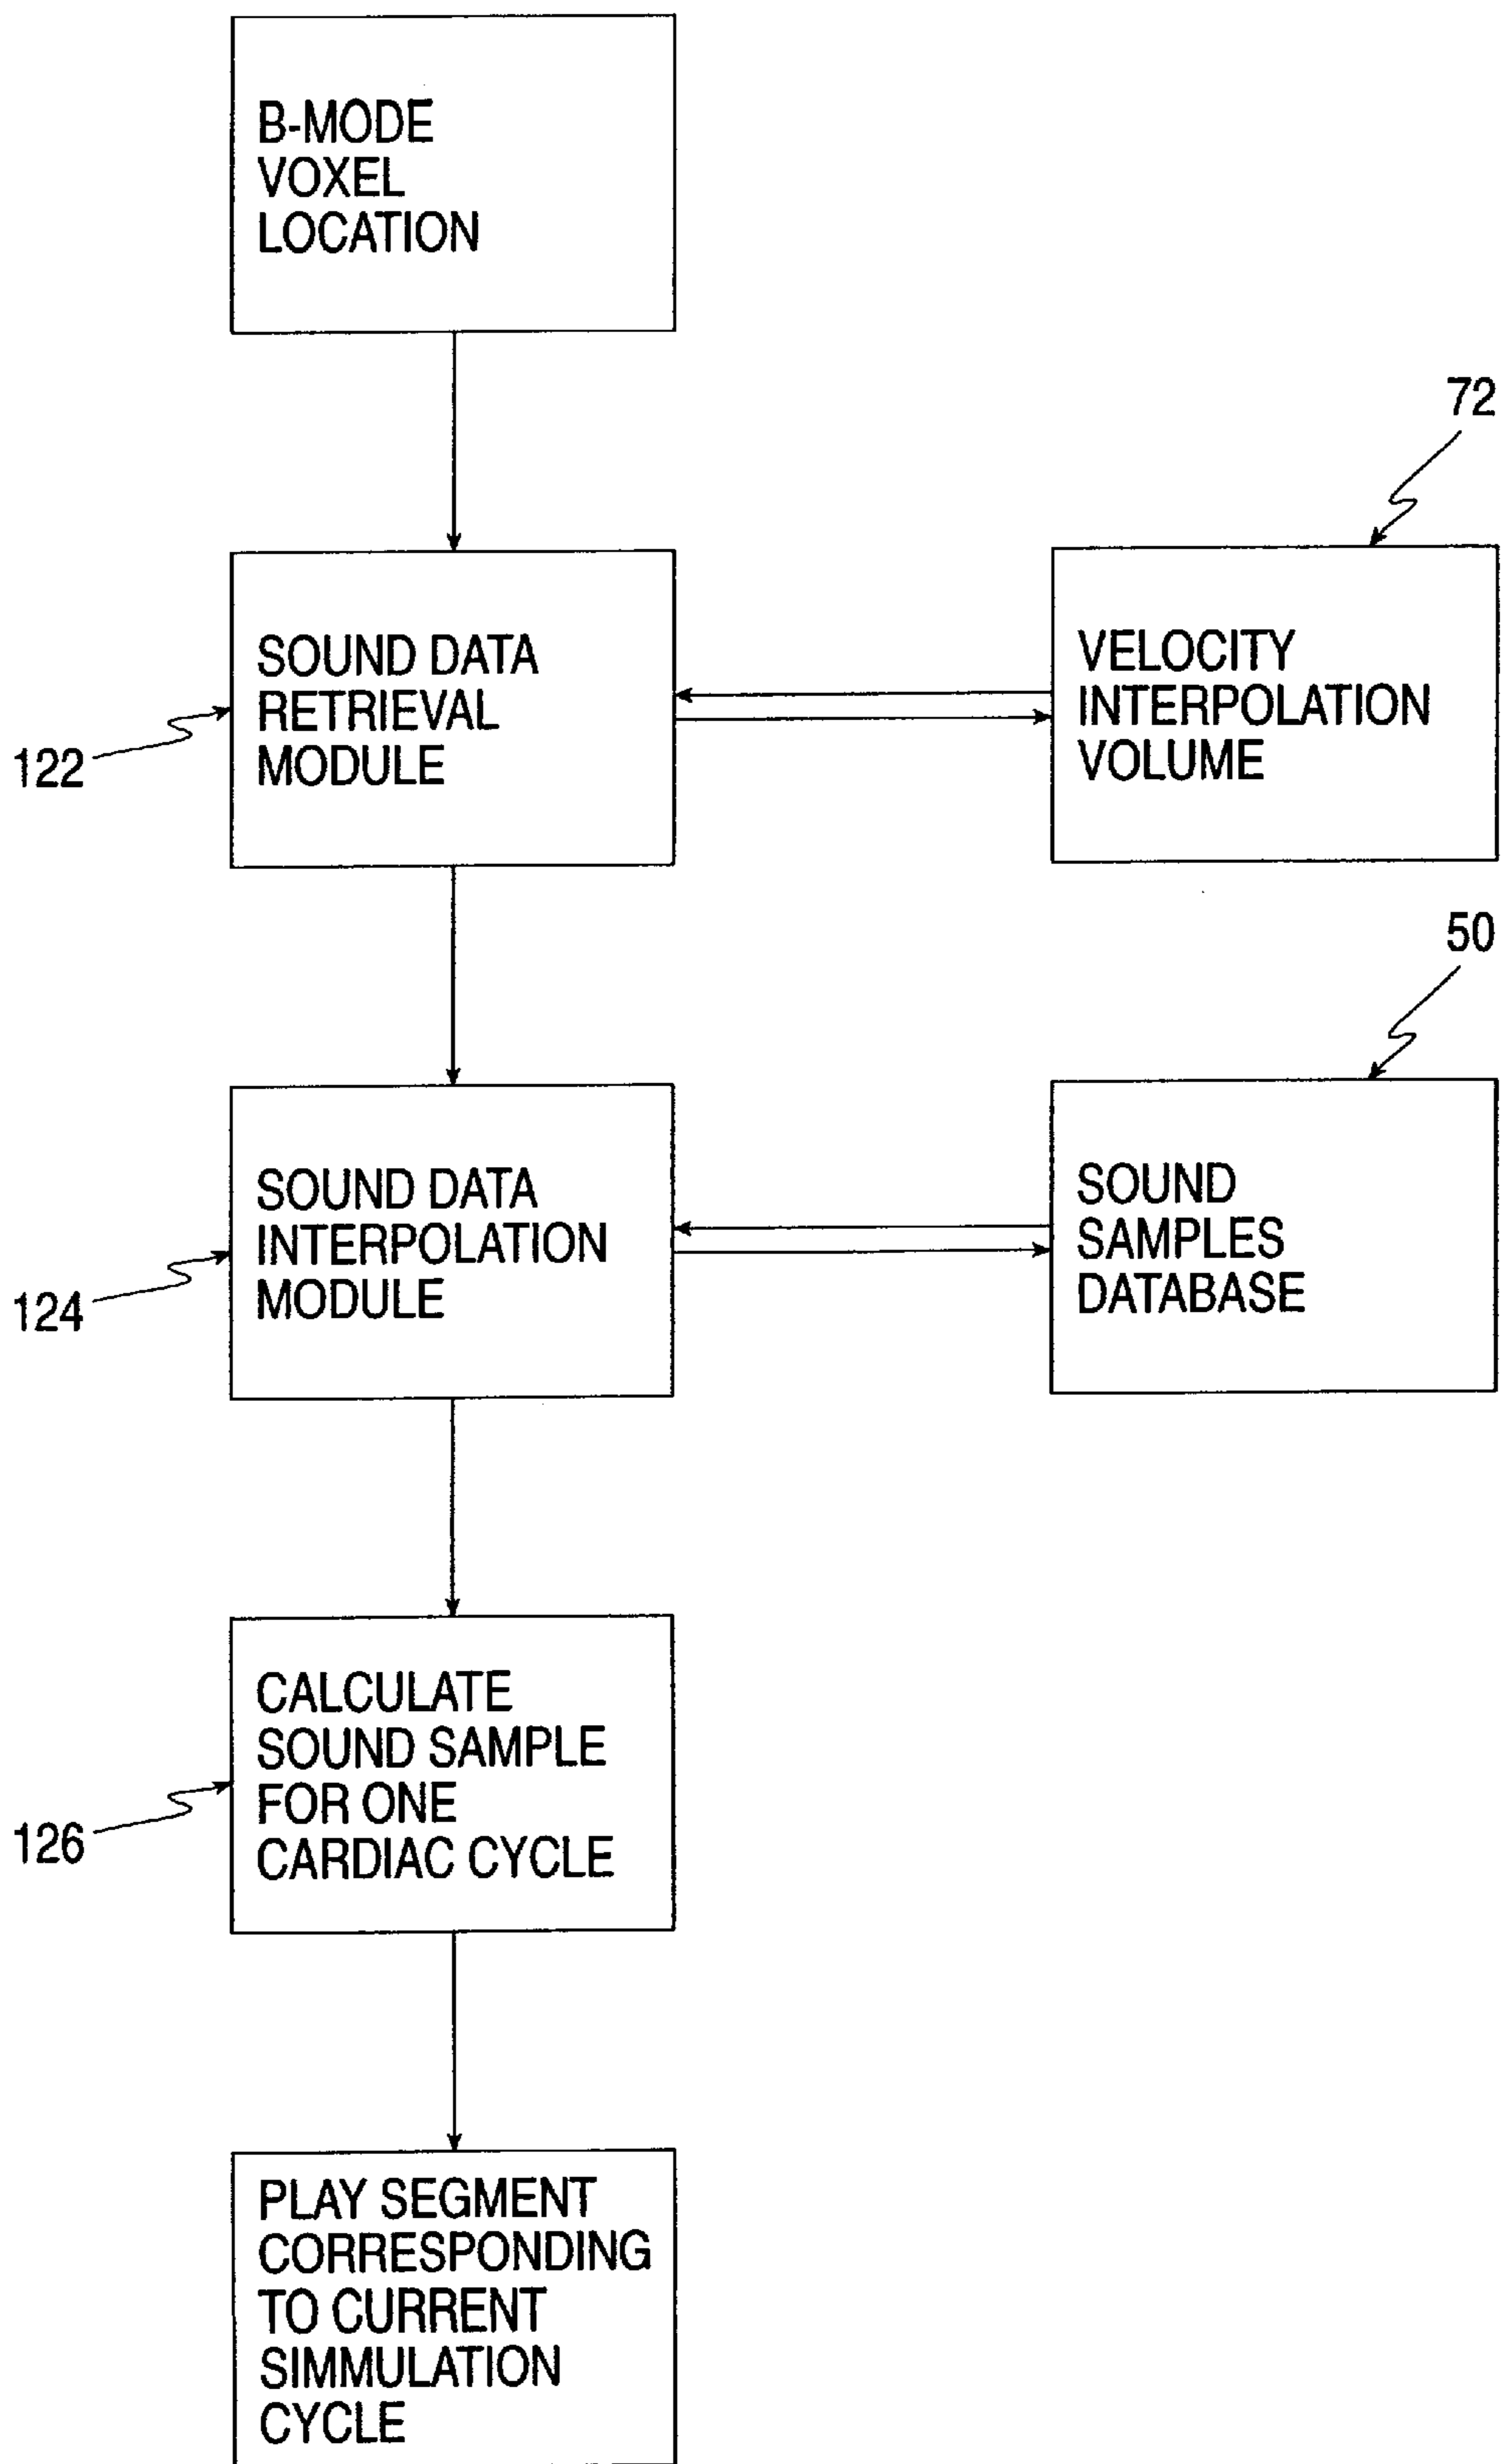 B-MODE
VOXEL
LOCATION
72
SOUND DATA
RETRIEVAL
MODULE
VELOCITY
INTERPOLATION
VOLUME
122
50
SOUND DATA
INTERPOLATION
MODULE
SOUND
SAMPLES
DATABASE
124
CALCULATE
SOUND SAMPLE
FOR ONE
CARDIAC CYCLE
126
PLAY SEGMENT
CORRESPONDING
TO CURRENT
SIMMULATION
CYCLE